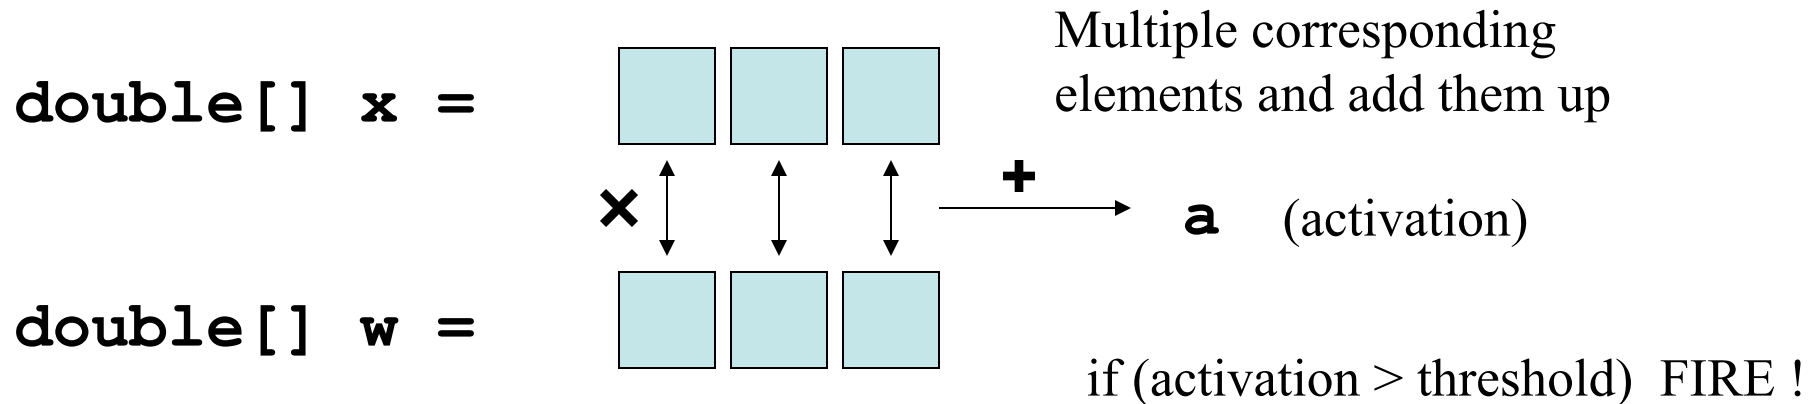 Multiple corresponding
elements and add them up
double[] x =
+
×
a (activation)
double[] w =
if (activation > threshold) FIRE !